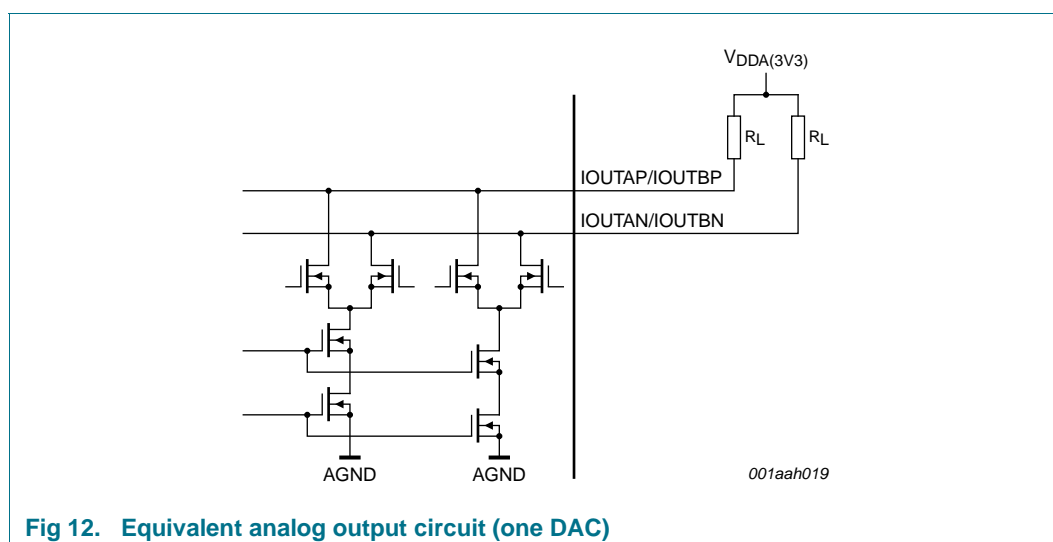 VDDA(3V3)
RL RL
IOUTAP/IOUTBP
IOUTAN/IOUTBN
AGND AGND
001aah019
Fig 12. Equivalent analog output circuit (one DAC)